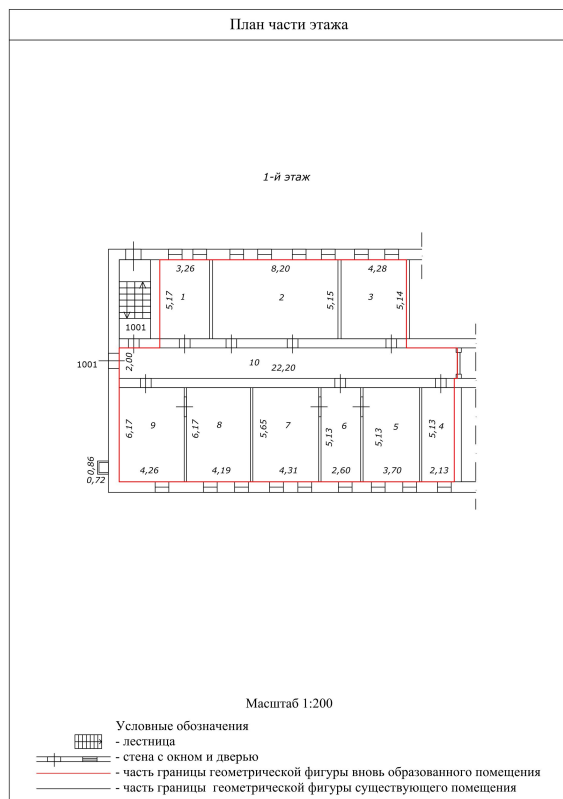 План части этажа
1-й этаж
3,26 8,20 4,28
5,17 1 2 5,15 3 5,14
1001
1001 2,00 10 22,20
6,17 9 6,17 8 5,65 7 5,13 6 5,13 5 5,13 4
0,86
0,72
4,26 4,19 4,31 2,60 3,70 2,13
Масштаб 1:200
Условные обозначения
- лестница
- стена с окном и дверью
- часть границы геометрической фигуры вновь образованного помещения
- часть границы геометрической фигуры существующего помещения